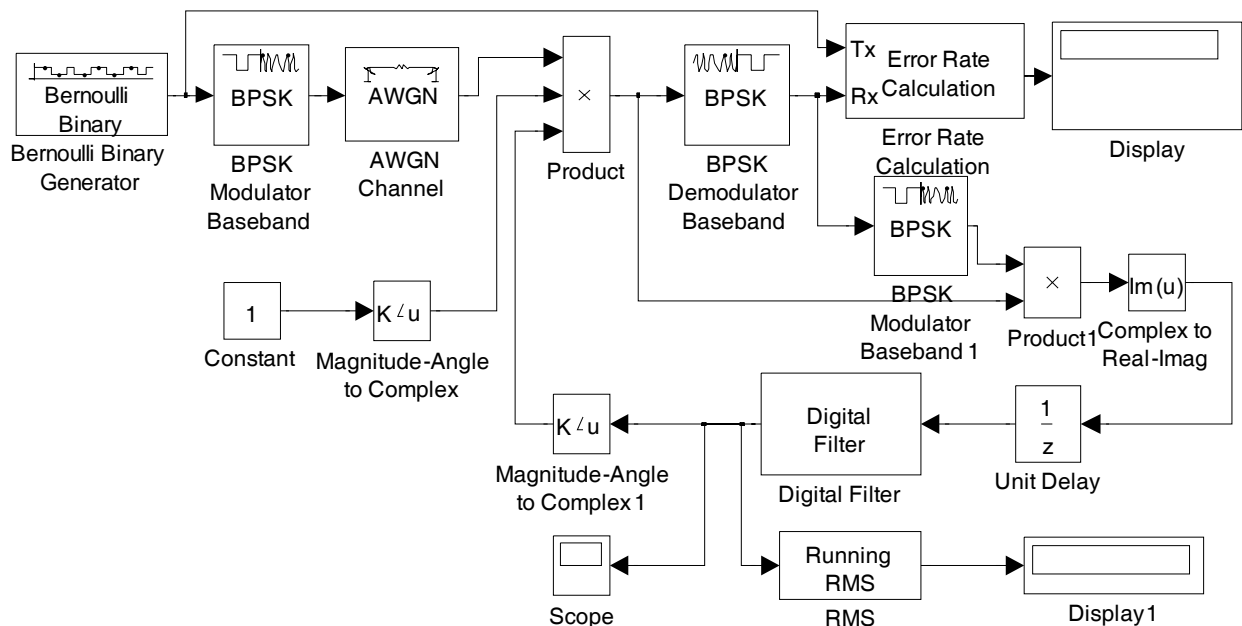 Bernoulli
Binary
Bernoulli Binary
Generator
BPSK
BPSK
Modulator
Baseband
AWGN
AWGN
Channel
×
Product
BPSK
BPSK
Demodulator
Baseband
Tx
Rx
Error Rate
Calculation
Error Rate
Calculation
Display
BPSK
BPSK
Modulator
Baseband 1
×
Product1
Im(u)
Complex to
Real-Imag
1
Constant
K∠u
Magnitude-Angle
to Complex
K∠u
Magnitude-Angle
to Complex 1
Digital
Filter
Digital Filter
1
z
Unit Delay
Scope
Running
RMS
RMS
Display1